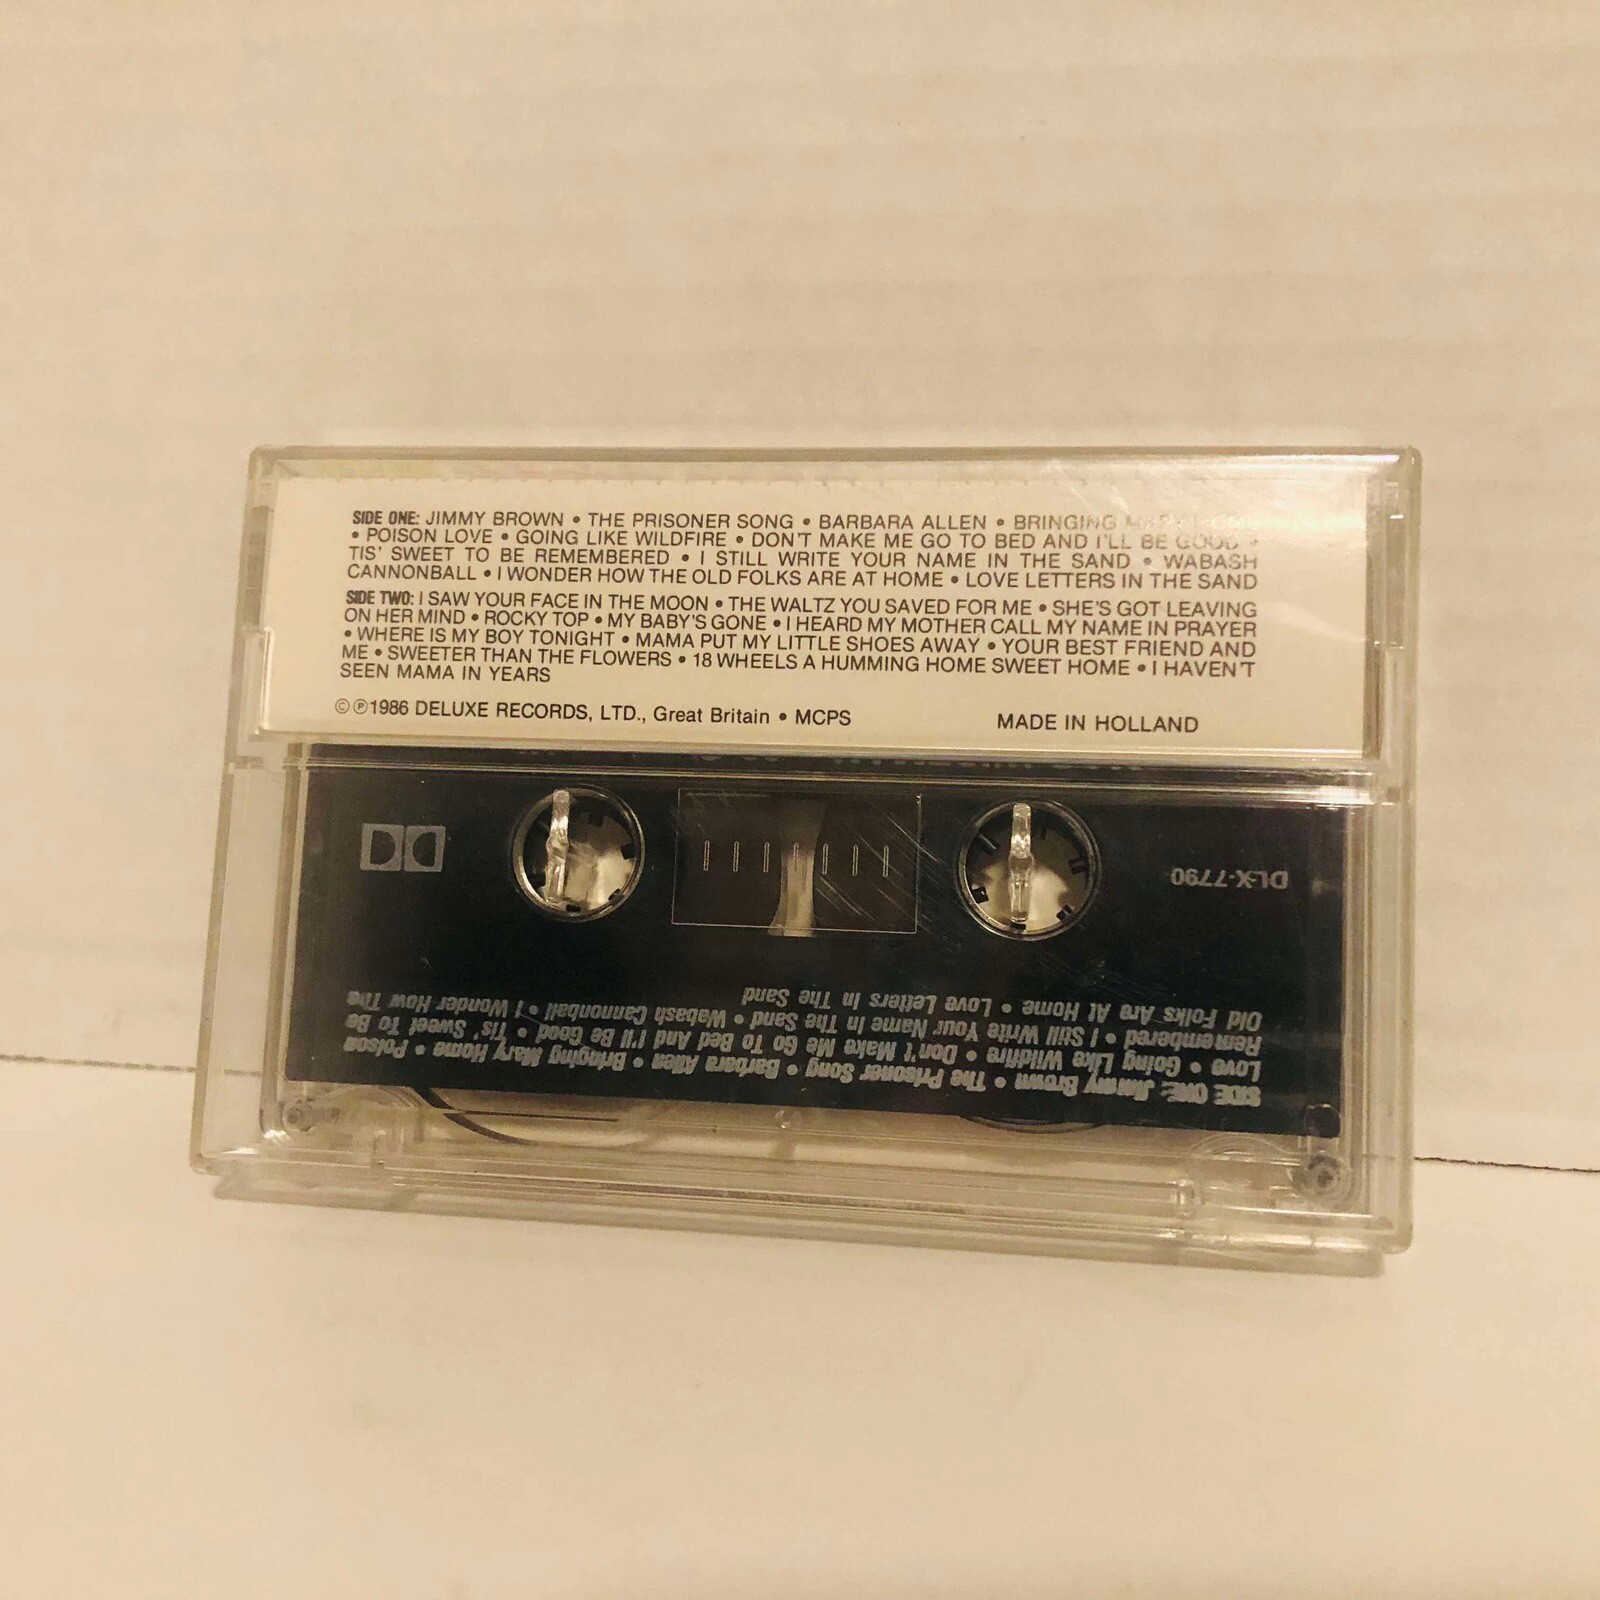 SIDE ONE: JIMMY BROWN • THE PRISONER SONG • BARBARA ALLEN • BRINGING MARY HOME
• POISON LOVE • GOING LIKE WILDFIRE • DON'T MAKE ME GO TO BED AND I'LL BE GOOD •
TIS' SWEET TO BE REMEMBERED • I STILL WRITE YOUR NAME IN THE SAND • WABASH
CANNONBALL • I WONDER HOW THE OLD FOLKS ARE AT HOME • LOVE LETTERS IN THE SAND
SIDE TWO: I SAW YOUR FACE IN THE MOON • THE WALTZ YOU SAVED FOR ME • SHE'S GOT LEAVING
ON HER MIND • ROCKY TOP • MY BABY'S GONE • I HEARD MY MOTHER CALL MY NAME IN PRAYER
• WHERE IS MY BOY TONIGHT • MAMA PUT MY LITTLE SHOES AWAY • YOUR BEST FRIEND AND
ME • SWEETER THAN THE FLOWERS • 18 WHEELS A HUMMING HOME SWEET HOME • I HAVEN'T
SEEN MAMA IN YEARS
©℗1986 DELUXE RECORDS, LTD., Great Britain • MCPS MADE IN HOLLAND
SIDE ONE: Jimmy Brown • The Prisoner Song • Barbara Allen • Bringing Mary Home • Poison
Love • Going Like Wildfire • Don't Make Me Go To Bed And I'll Be Good • Tis' Sweet To Be
Remembered • I Still Write Your Name In The Sand • Wabash Cannonball • I Wonder How The
Old Folks Are At Home • Love Letters In The Sand
DLX-7790